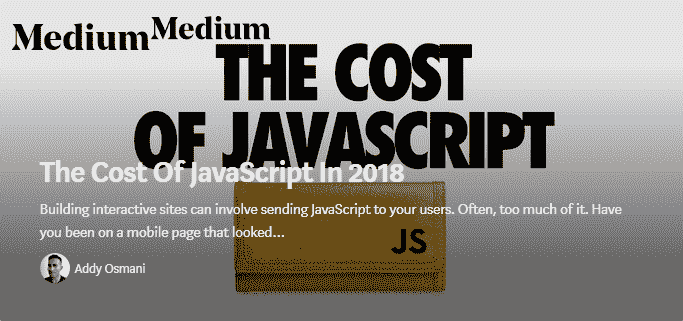 Medium Medium
THE COST
OF JAVASCRIPT
The Cost Of JavaScript In 2018
Building interactive sites can involve sending JavaScript to your users. Often, too much of it. Have
you been on a mobile page that looked...
JS
Addy Osmani